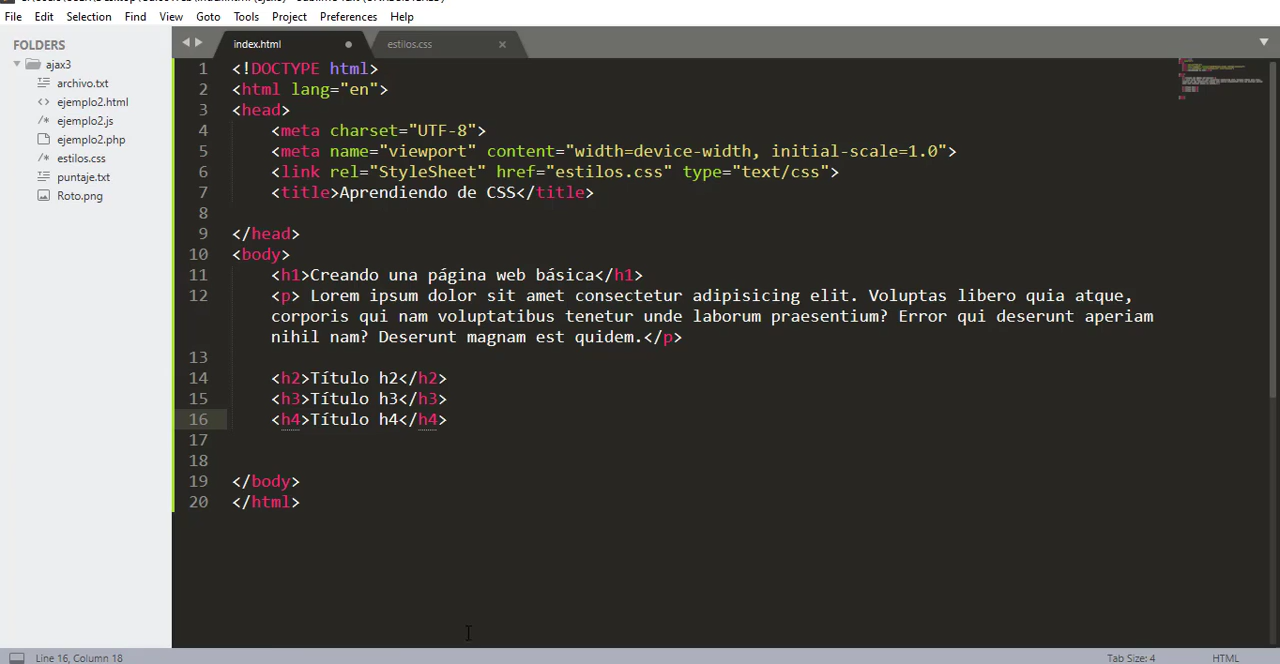 File Edit Selection Find View Goto Tools Project Preferences Help
FOLDERS
ajax3
archivo.txt
ejemplo2.html
ejemplo2.js
ejemplo2.php
estilos.css
puntaje.txt
Roto.png
index.html
estilos.css
1 <!DOCTYPE html>
2 <html lang="en">
3 <head>
4 <meta charset="UTF-8">
5 <meta name="viewport" content="width=device-width, initial-scale=1.0">
6 <link rel="StyleSheet" href="estilos.css" type="text/css">
7 <title>Aprendiendo de CSS</title>
8
9 </head>
10 <body>
11 <h1>Creando una página web básica</h1>
12 <p> Lorem ipsum dolor sit amet consectetur adipisicing elit. Voluptas libero quia atque,
corporis qui nam voluptatibus tenetur unde laborum praesentium? Error qui deserunt aperiam
nihil nam? Deserunt magnam est quidem.</p>
13
14 <h2>Título h2</h2>
15 <h3>Título h3</h3>
16 <h4>Título h4</h4>
17
18
19 </body>
20 </html>
Line 16, Column 18
Tab Size: 4
HTML